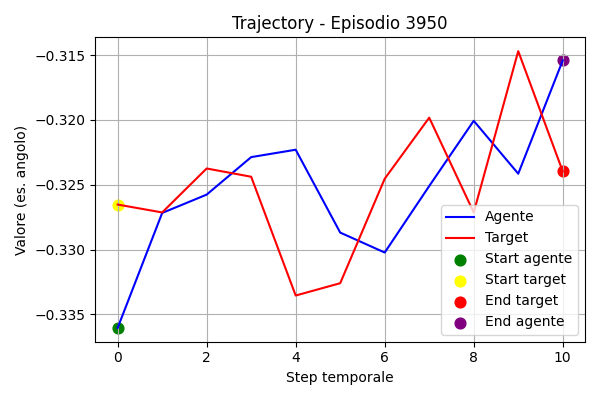 Trajectory - Episodio 3950
Valore (es. angolo)
−0.315
−0.320
−0.325
−0.330
−0.335
0
2
4
6
8
10
Step temporale
Agente
Target
Start agente
Start target
End target
End agente